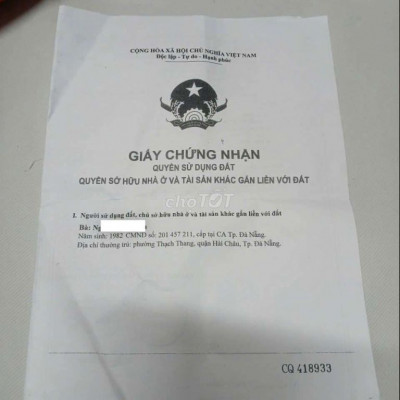 CỘNG HÒA XÃ HỘI CHỦ NGHĨA VIỆT NAM
Độc lập - Tự do - Hạnh phúc
GIẤY CHỨNG NHẬN
QUYỀN SỬ DỤNG ĐẤT
QUYỀN SỞ HỮU NHÀ Ở VÀ TÀI SẢN KHÁC GẮN LIỀN VỚI ĐẤT
choTỐT
I. Người sử dụng đất, chủ sở hữu nhà ở và tài sản khác gắn liền với đất
Bà: Ng
Năm sinh: 1982 CMND số: 201 457 211, cấp tại CA Tp. Đà Nẵng.
Địa chỉ thường trú: phường Thạch Thang, quận Hải Châu, Tp. Đà Nẵng.
CQ 418933